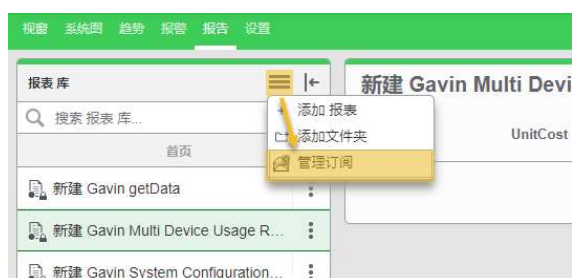 视窗 系统图 趋势 报警 报告 设置
报表 库
新建 Gavin Multi Devi
搜索 报表 库...
添加 报表
添加文件夹
管理订阅
UnitCost
首页
新建 Gavin getData
新建 Gavin Multi Device Usage R...
新建 Gavin System Configuration...